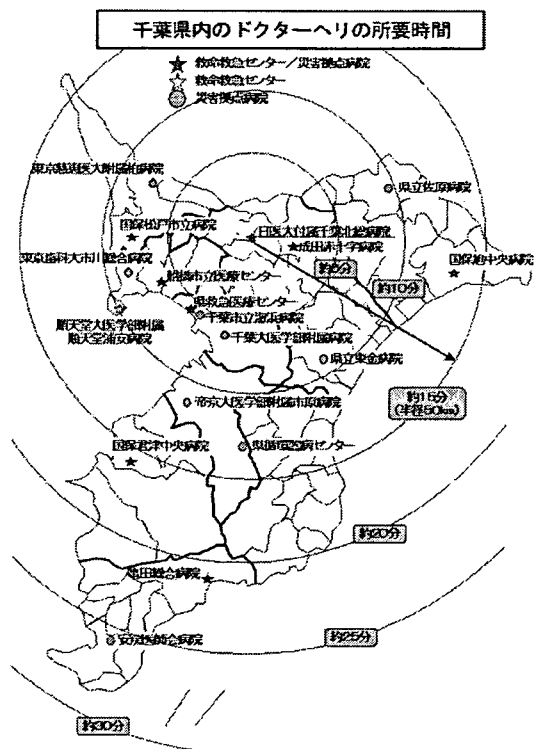 千葉県内のドクターヘリの所要時間
救命救急センター/災害拠点病院
救命救急センター
災害拠点病院
東京慈恵医大附属柏病院
県立佐原病院
国保松戸市立病院
日医大付属千葉北総病院
成田赤十字病院
東京歯科大市川総合病院
国保旭中央病院
約5分
約10分
船橋市立医療センター
県救急医療センター
千葉市立海浜病院
順天堂大医学部附属
順天堂浦安病院
千葉大医学部附属病院
県立東金病院
約15分
(半径50km)
帝京大医学部附属市原病院
国保君津中央病院
県循環器病センター
約20分
亀田総合病院
安房医師会病院
約25分
約30分